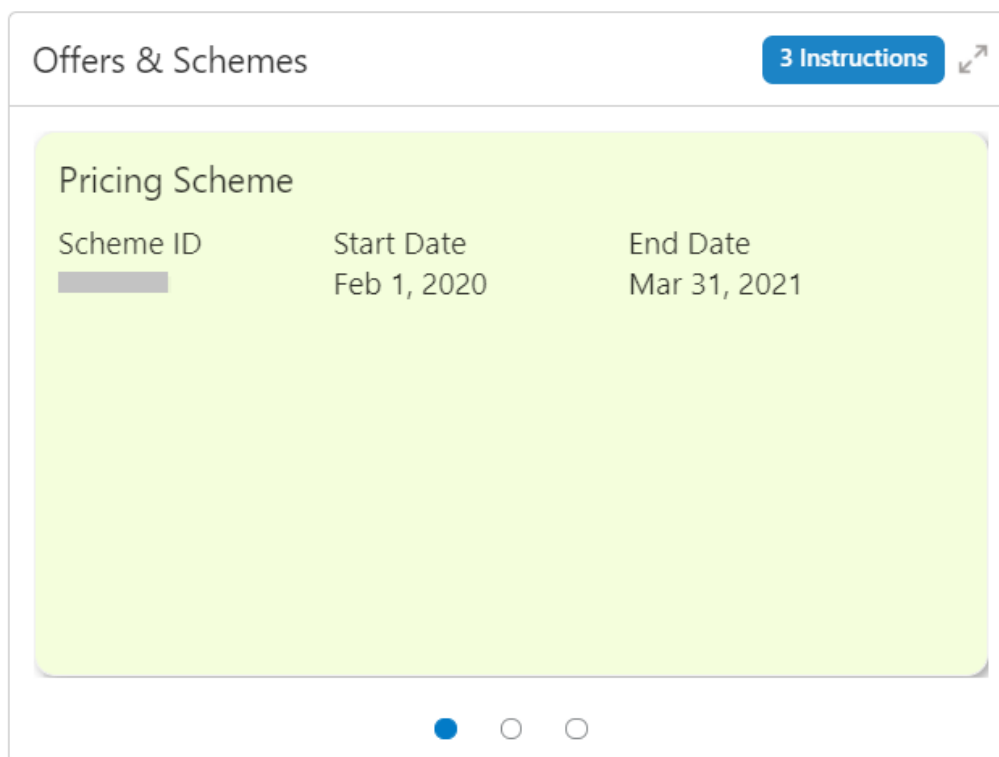 Offers & Schemes
3 Instructions
Pricing Scheme
Scheme ID Start Date End Date
Feb 1, 2020 Mar 31, 2021